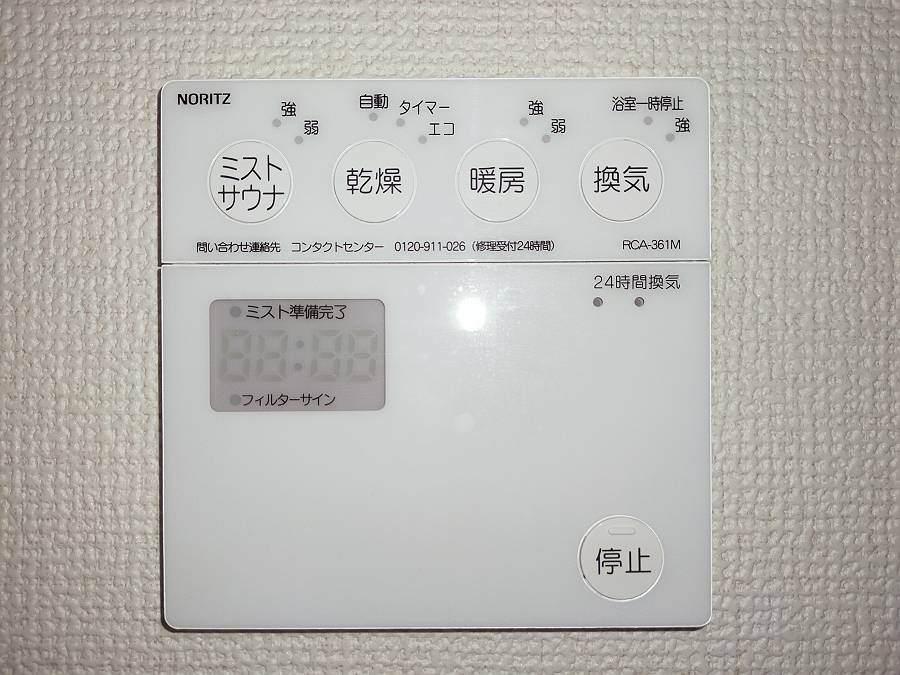 NORITZ
強
弱
自動
タイマー
エコ
強
弱
浴室一時停止
強
ミスト
サウナ
乾燥
暖房
換気
問い合わせ連絡先 コンタクトセンター 0120-911-026（修理受付24時間） RCA-361M
24時間換気
ミスト準備完了
88:88
フィルターサイン
停止